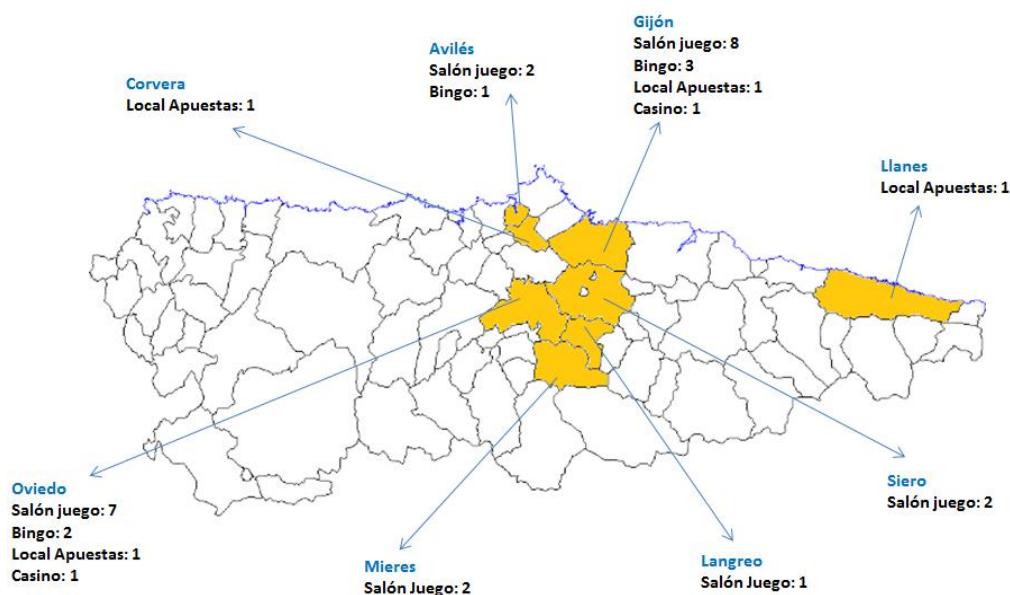 Gijón
Salón juego: 8
Bingo: 3
Local Apuestas: 1
Casino: 1
Avilés
Salón juego: 2
Bingo: 1
Corvera
Local Apuestas: 1
Llanes
Local Apuestas: 1
Oviedo
Salón juego: 7
Bingo: 2
Local Apuestas: 1
Casino: 1
Mieres
Salón Juego: 2
Langreo
Salón Juego: 1
Siero
Salón juego: 2